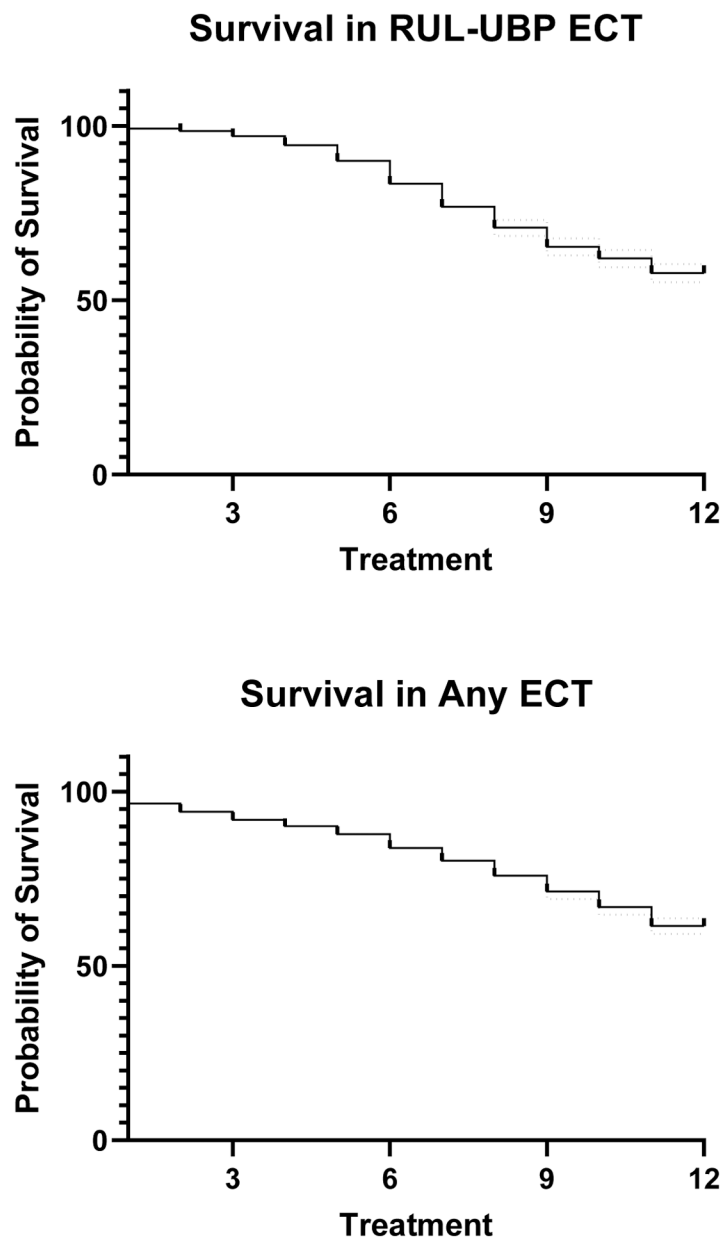 Survival in RUL-UBP ECT
Probability of Survival
100
50
0
3 6 9 12
Treatment
Survival in Any ECT
Probability of Survival
100
50
0
3 6 9 12
Treatment